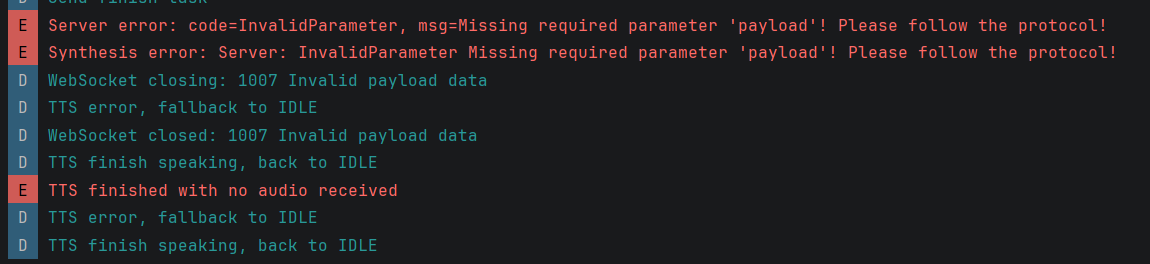 D Send finish task
E Server error: code=InvalidParameter, msg=Missing required parameter 'payload'! Please follow the protocol!
E Synthesis error: Server: InvalidParameter Missing required parameter 'payload'! Please follow the protocol!
D WebSocket closing: 1007 Invalid payload data
D TTS error, fallback to IDLE
D WebSocket closed: 1007 Invalid payload data
D TTS finish speaking, back to IDLE
E TTS finished with no audio received
D TTS error, fallback to IDLE
D TTS finish speaking, back to IDLE